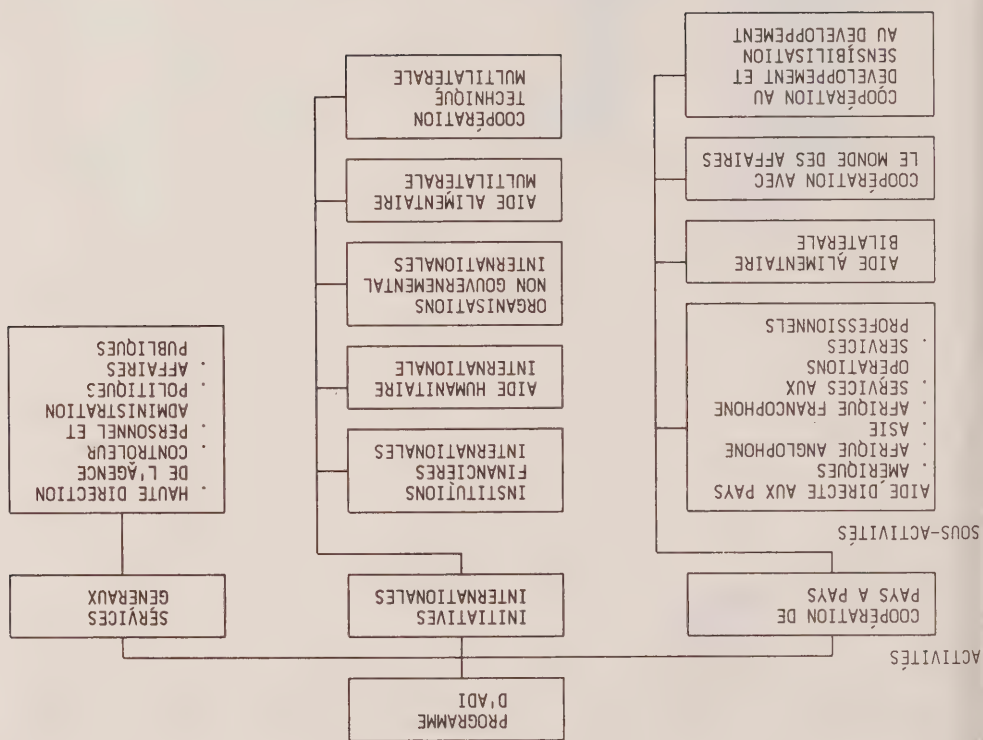 PROGRAMME
D'ADI
ACTIVITÉS
COOPÉRATION DE
PAYS A PAYS
INITIATIVES
INTERNATIONALES
SERVICES
GÉNÉRAUX
SOUS-ACTIVITÉS
AIDE DIRECTE AUX PAYS
. AMÉRIQUES
. AFRIQUE ANGLOPHONE
. ASIE
. AFRIQUE FRANCOPHONE
. SERVICES AUX
OPÉRATIONS
. SERVICES
PROFESSIONNELS
AIDE ALIMENTAIRE
BILATÉRALE
COOPÉRATION AVEC
LE MONDE DES AFFAIRES
COOPÉRATION AU
DÉVELOPPEMENT ET
SENSIBILISATION
AU DÉVELOPPEMENT
INSTITUTIONS
FINANCIÈRES
INTERNATIONALES
AIDE HUMANITAIRE
INTERNATIONALE
ORGANISATIONS
NON GOUVERNEMENTAL
INTERNATIONALES
AIDE ALIMENTAIRE
MULTILATÉRALE
COOPÉRATION
TECHNIQUE
MULTILATÉRALE
. HAUTE DIRECTION
DE L'AGENCE
. CONTRÔLEUR
. PERSONNEL ET
ADMINISTRATION
. POLITIQUES
. AFFAIRES
PUBLIQUES